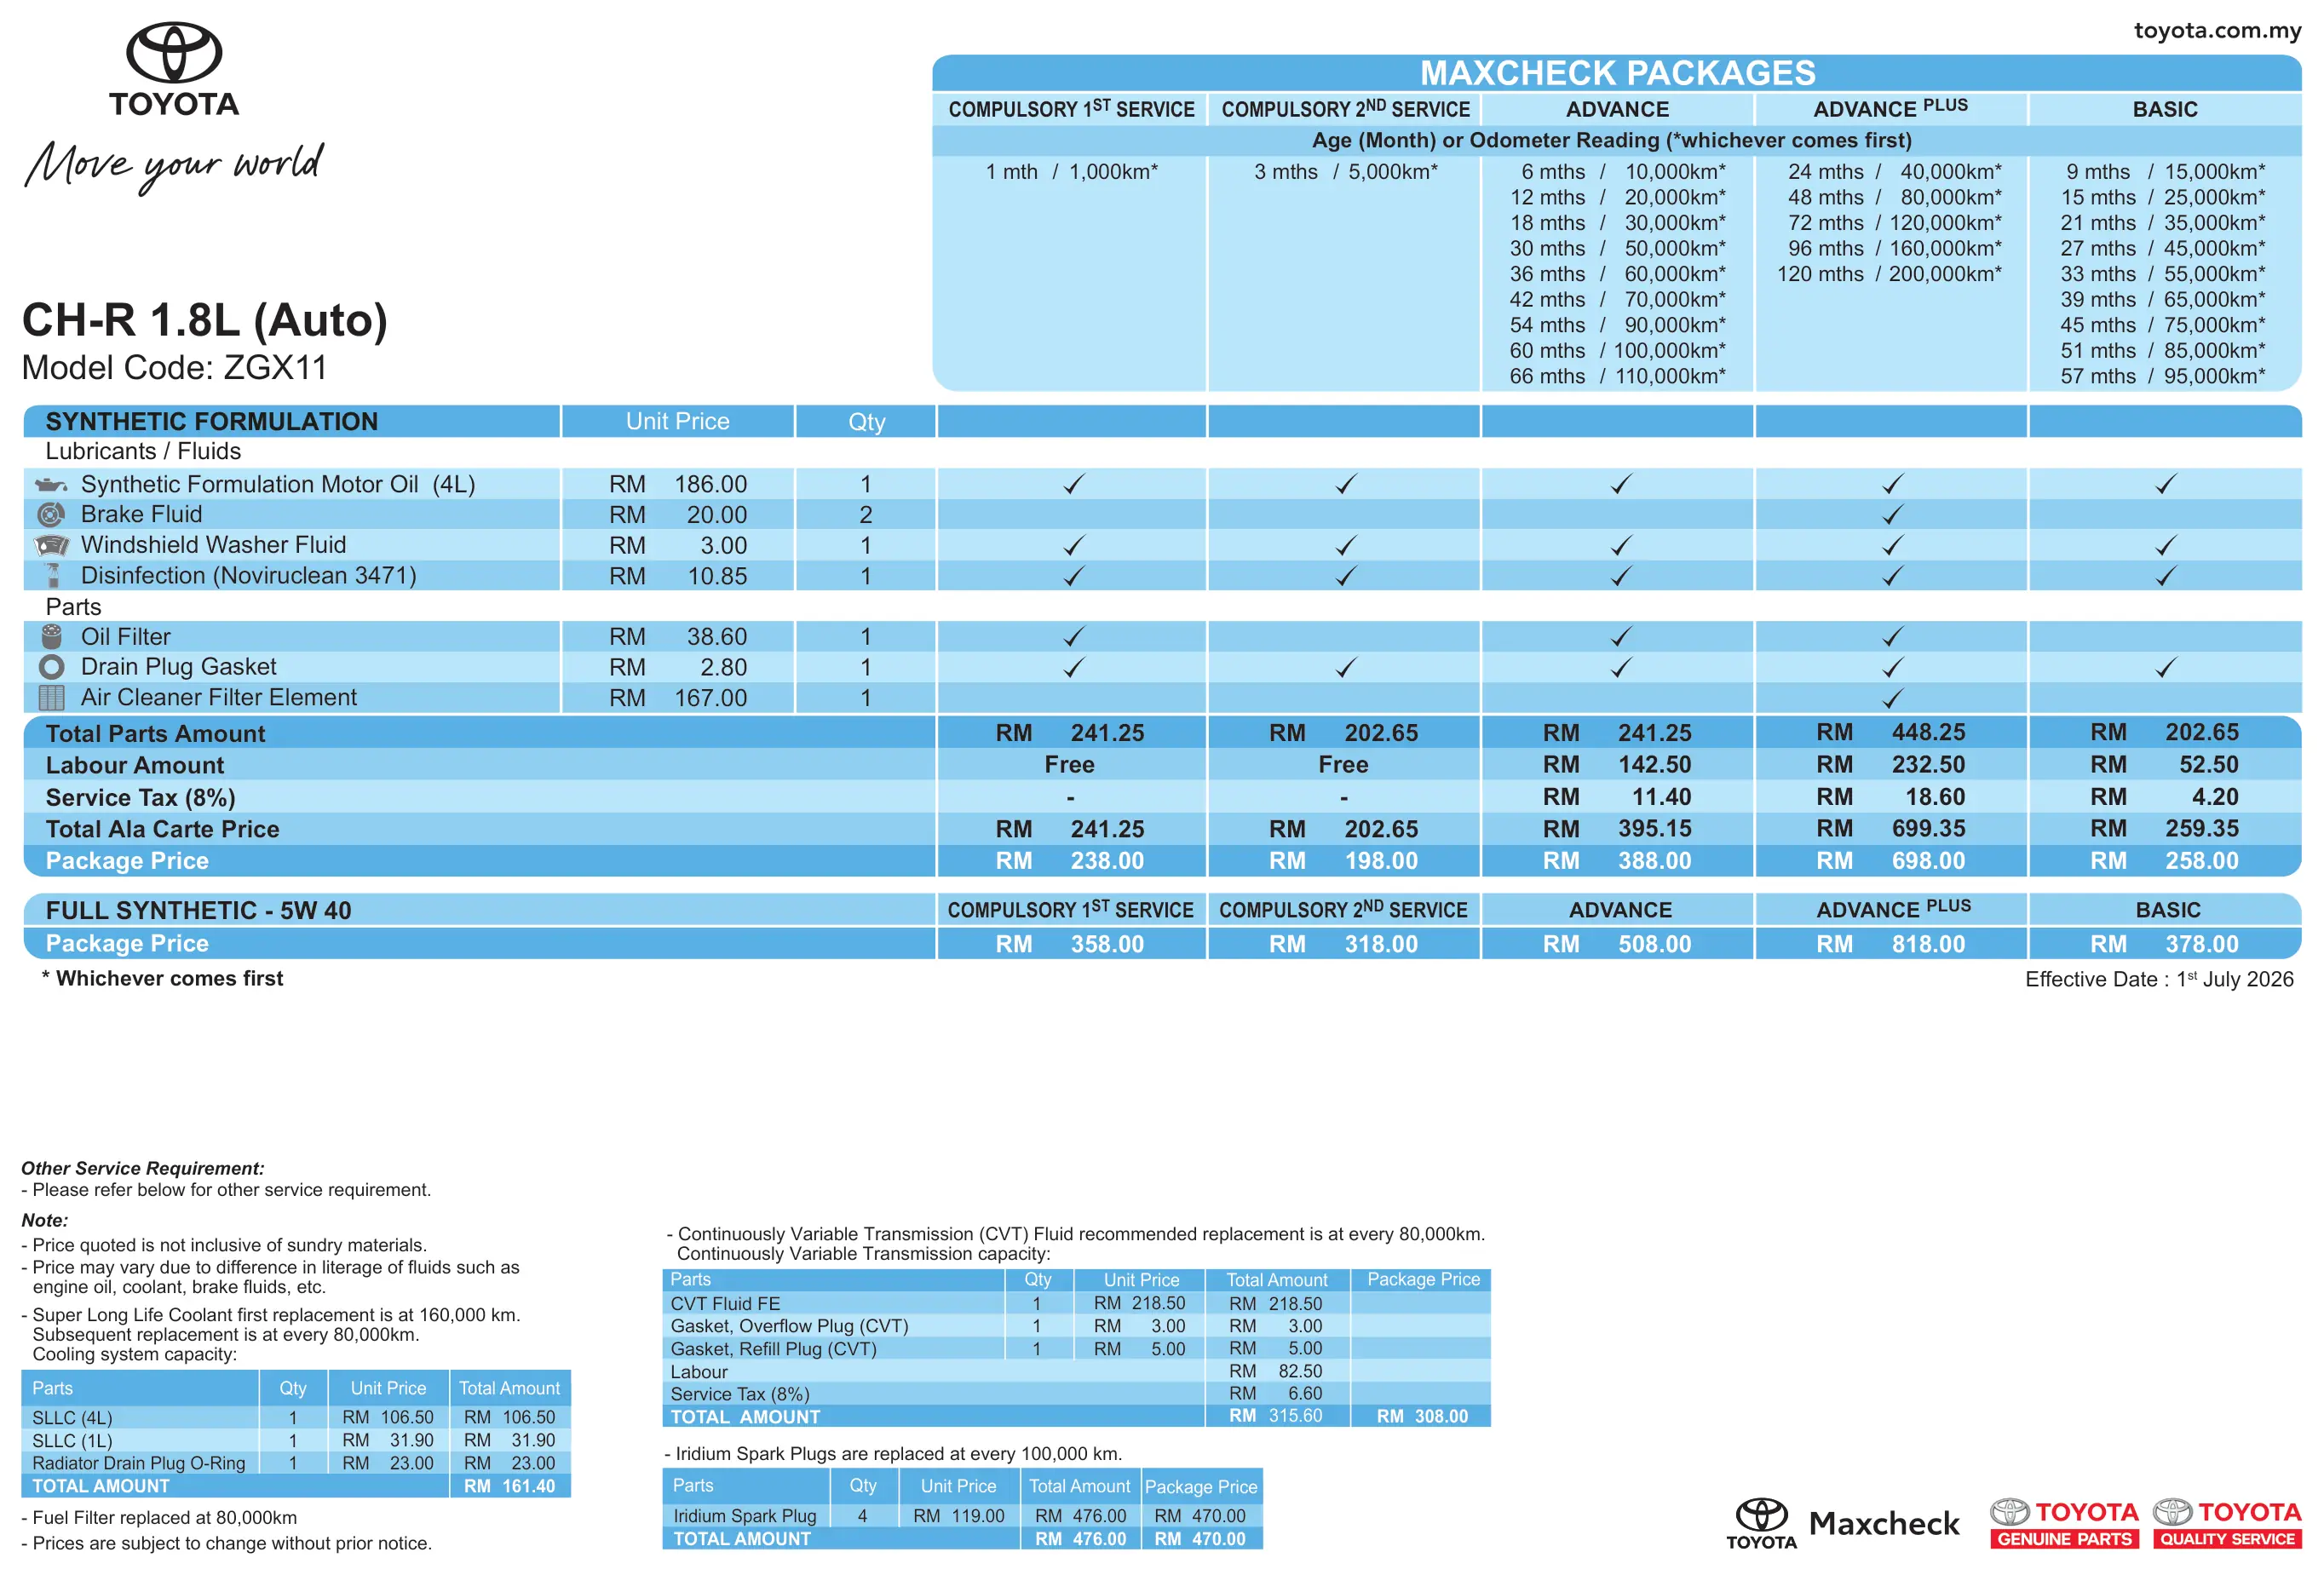 toyota.com.my
TOYOTA
Move your world
CH-R 1.8L (Auto)
Model Code: ZGX11
MAXCHECK PACKAGES
COMPULSORY 1ST SERVICE COMPULSORY 2ND SERVICE ADVANCE ADVANCE PLUS BASIC
Age (Month) or Odometer Reading (*whichever comes first)
1 mth / 1,000km* 3 mths / 5,000km* 6 mths / 10,000km* 24 mths / 40,000km* 9 mths / 15,000km*
12 mths / 20,000km* 48 mths / 80,000km* 15 mths / 25,000km*
18 mths / 30,000km* 72 mths / 120,000km* 21 mths / 35,000km*
30 mths / 50,000km* 96 mths / 160,000km* 27 mths / 45,000km*
36 mths / 60,000km* 120 mths / 200,000km* 33 mths / 55,000km*
42 mths / 70,000km* 39 mths / 65,000km*
54 mths / 90,000km* 45 mths / 75,000km*
60 mths / 100,000km* 51 mths / 85,000km*
66 mths / 110,000km* 57 mths / 95,000km*
SYNTHETIC FORMULATION Unit Price Qty
Lubricants / Fluids
Synthetic Formulation Motor Oil (4L) RM 186.00 1 ✓ ✓ ✓ ✓ ✓
Brake Fluid RM 20.00 2 ✓
Windshield Washer Fluid RM 3.00 1 ✓ ✓ ✓ ✓ ✓
Disinfection (Noviruclean 3471) RM 10.85 1 ✓ ✓ ✓ ✓ ✓
Parts
Oil Filter RM 38.60 1 ✓ ✓ ✓
Drain Plug Gasket RM 2.80 1 ✓ ✓ ✓ ✓ ✓
Air Cleaner Filter Element RM 167.00 1 ✓
Total Parts Amount RM 241.25 RM 202.65 RM 241.25 RM 448.25 RM 202.65
Labour Amount Free Free RM 142.50 RM 232.50 RM 52.50
Service Tax (8%) - - RM 11.40 RM 18.60 RM 4.20
Total Ala Carte Price RM 241.25 RM 202.65 RM 395.15 RM 699.35 RM 259.35
Package Price RM 238.00 RM 198.00 RM 388.00 RM 698.00 RM 258.00
FULL SYNTHETIC - 5W 40 COMPULSORY 1ST SERVICE COMPULSORY 2ND SERVICE ADVANCE ADVANCE PLUS BASIC
Package Price RM 358.00 RM 318.00 RM 508.00 RM 818.00 RM 378.00
* Whichever comes first
Effective Date : 1st July 2026
Other Service Requirement:
- Please refer below for other service requirement.
Note:
- Price quoted is not inclusive of sundry materials.
- Price may vary due to difference in literage of fluids such as
engine oil, coolant, brake fluids, etc.
- Super Long Life Coolant first replacement is at 160,000 km.
Subsequent replacement is at every 80,000km.
Cooling system capacity:
Parts Qty Unit Price Total Amount
SLLC (4L) 1 RM 106.50 RM 106.50
SLLC (1L) 1 RM 31.90 RM 31.90
Radiator Drain Plug O-Ring 1 RM 23.00 RM 23.00
TOTAL AMOUNT RM 161.40
- Fuel Filter replaced at 80,000km
- Prices are subject to change without prior notice.
- Continuously Variable Transmission (CVT) Fluid recommended replacement is at every 80,000km.
Continuously Variable Transmission capacity:
Parts Qty Unit Price Total Amount Package Price
CVT Fluid FE 1 RM 218.50 RM 218.50
Gasket, Overflow Plug (CVT) 1 RM 3.00 RM 3.00
Gasket, Refill Plug (CVT) 1 RM 5.00 RM 5.00
Labour RM 82.50
Service Tax (8%) RM 6.60
TOTAL AMOUNT RM 315.60 RM 308.00
- Iridium Spark Plugs are replaced at every 100,000 km.
Parts Qty Unit Price Total Amount Package Price
Iridium Spark Plug 4 RM 119.00 RM 476.00 RM 470.00
TOTAL AMOUNT RM 476.00 RM 470.00
TOYOTA Maxcheck
TOYOTA GENUINE PARTS
TOYOTA QUALITY SERVICE